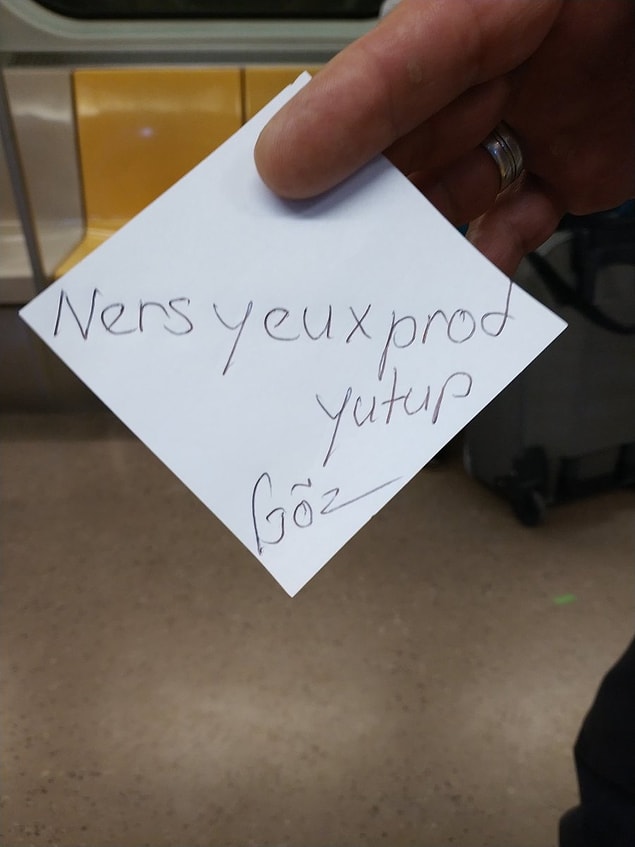 Ners yeux prod
yutup
Göz